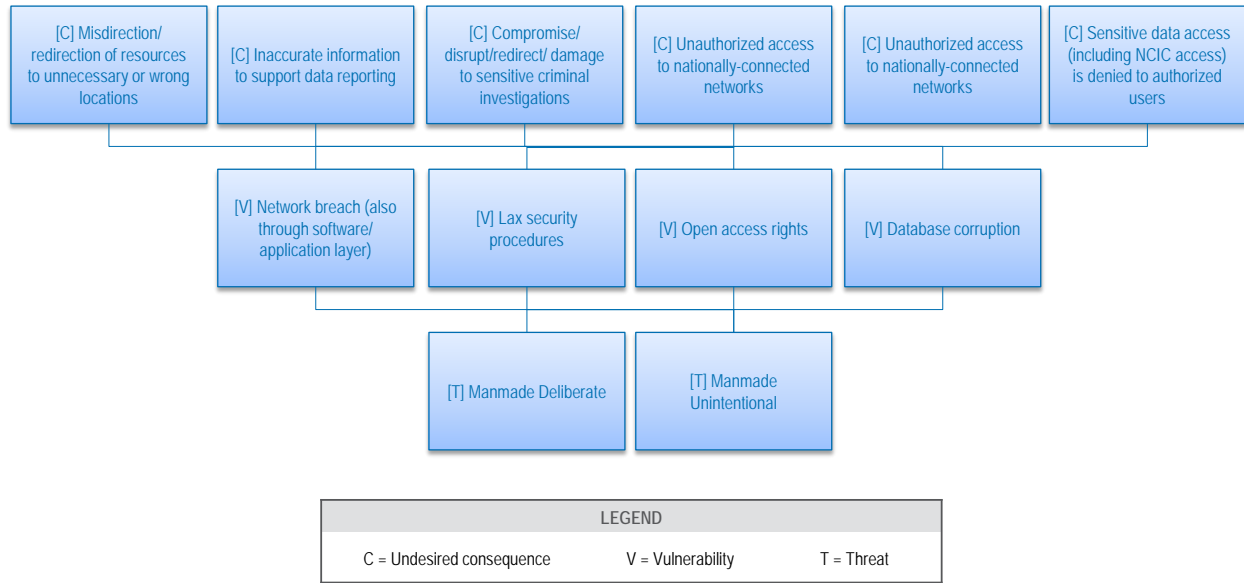 [C] Misdirection/
redirection of resources
to unnecessary or wrong
locations
[C] Inaccurate information
to support data reporting
[C] Compromise/
disrupt/redirect/ damage
to sensitive criminal
investigations
[C] Unauthorized access
to nationally-connected
networks
[C] Unauthorized access
to nationally-connected
networks
[C] Sensitive data access
(including NCIC access)
is denied to authorized
users
[V] Network breach (also
through software/
application layer)
[V] Lax security
procedures
[V] Open access rights
[V] Database corruption
[T] Manmade Deliberate
[T] Manmade
Unintentional
LEGEND
C = Undesired consequence V = Vulnerability T = Threat